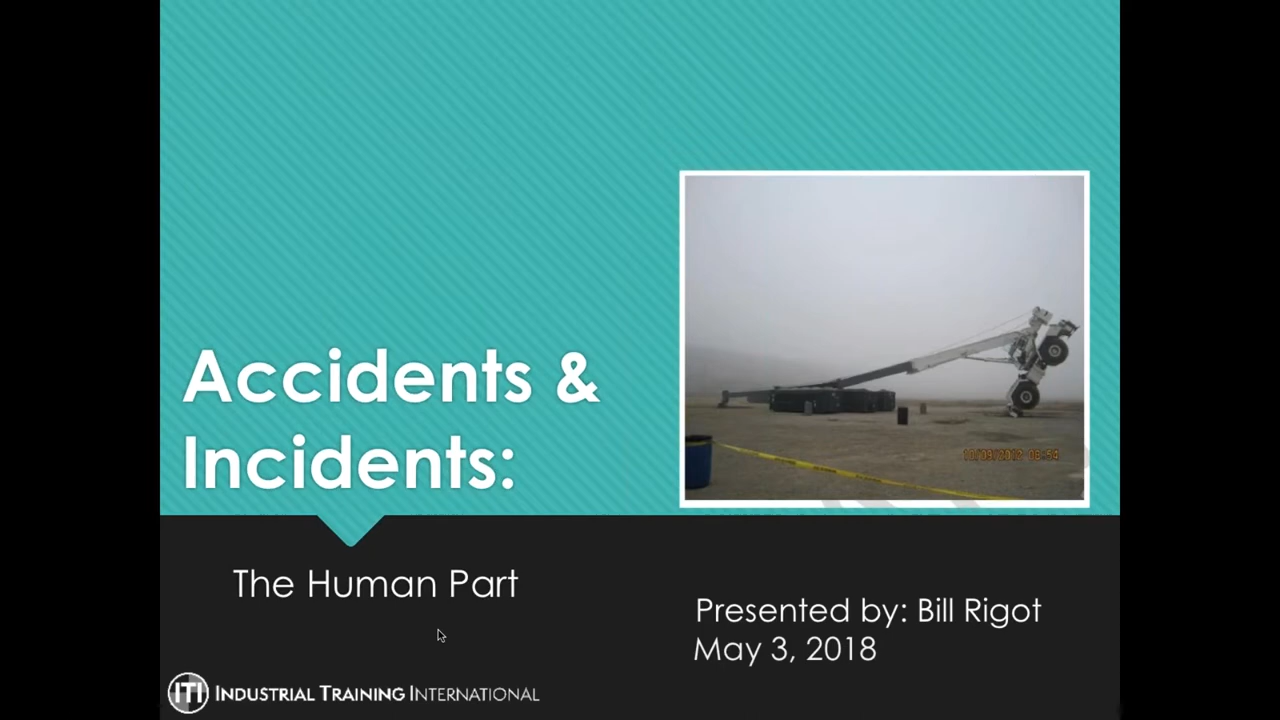 Accidents &
Incidents:
The Human Part
Presented by: Bill Rigot
May 3, 2018
ITI INDUSTRIAL TRAINING INTERNATIONAL